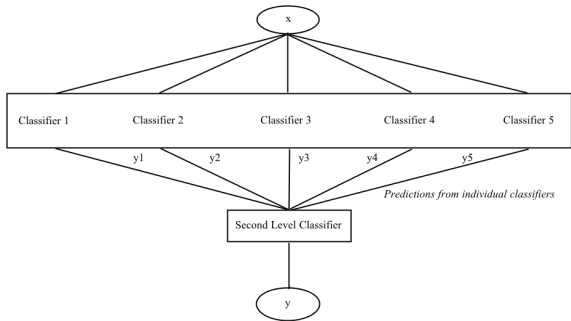 x
Classifier 1 Classifier 2 Classifier 3 Classifier 4 Classifier 5
y1 y2 y3 y4 y5
Predictions from individual classifiers
Second Level Classifier
y